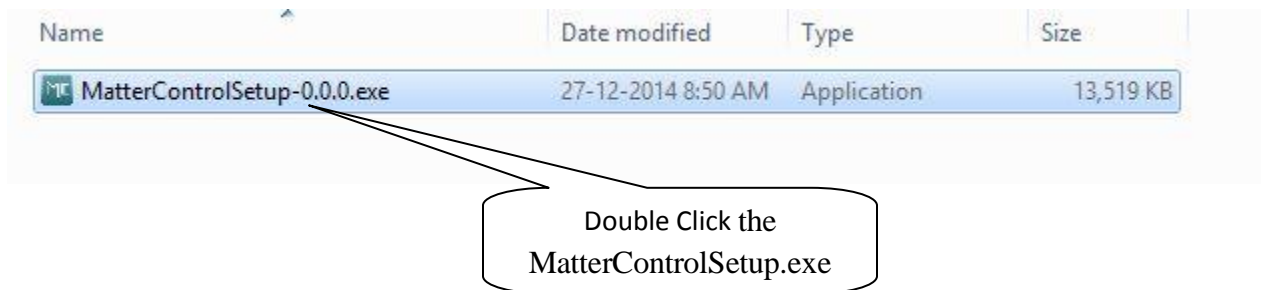 Name Date modified Type Size
MC MatterControlSetup-0.0.0.exe 27-12-2014 8:50 AM Application 13,519 KB
Double Click the
MatterControlSetup.exe